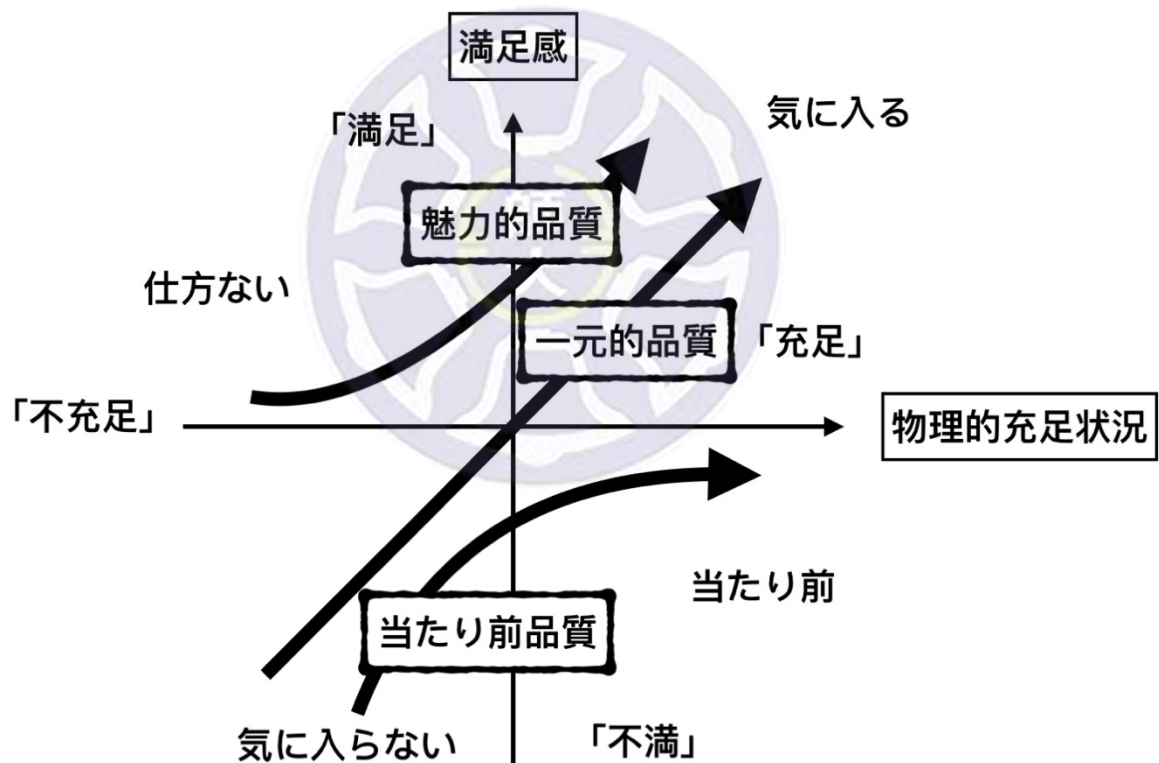 満足感
気に入る
「満足」
魅力的品質
仕方ない
一元的品質
「充足」
「不充足」
物理的充足状況
当たり前
当たり前品質
気に入らない
「不満」